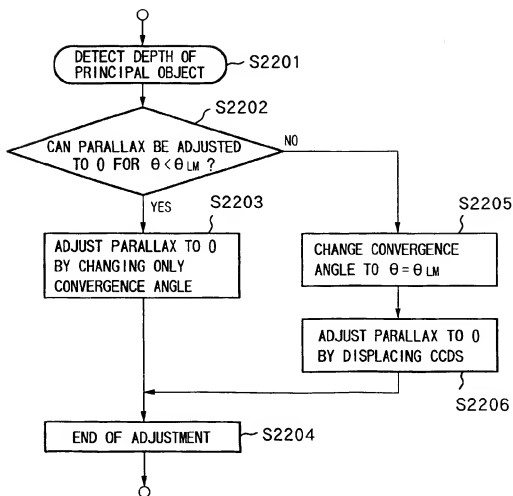 DETECT DEPTH OF
PRINCIPAL OBJECT
S2201
S2202
CAN PARALLAX BE ADJUSTED
TO 0 FOR θ<θLM ?
NO
YES
S2203
ADJUST PARALLAX TO 0
BY CHANGING ONLY
CONVERGENCE ANGLE
S2205
CHANGE CONVERGENCE
ANGLE TO θ=θLM
ADJUST PARALLAX TO 0
BY DISPLACING CCDS
S2206
END OF ADJUSTMENT
S2204